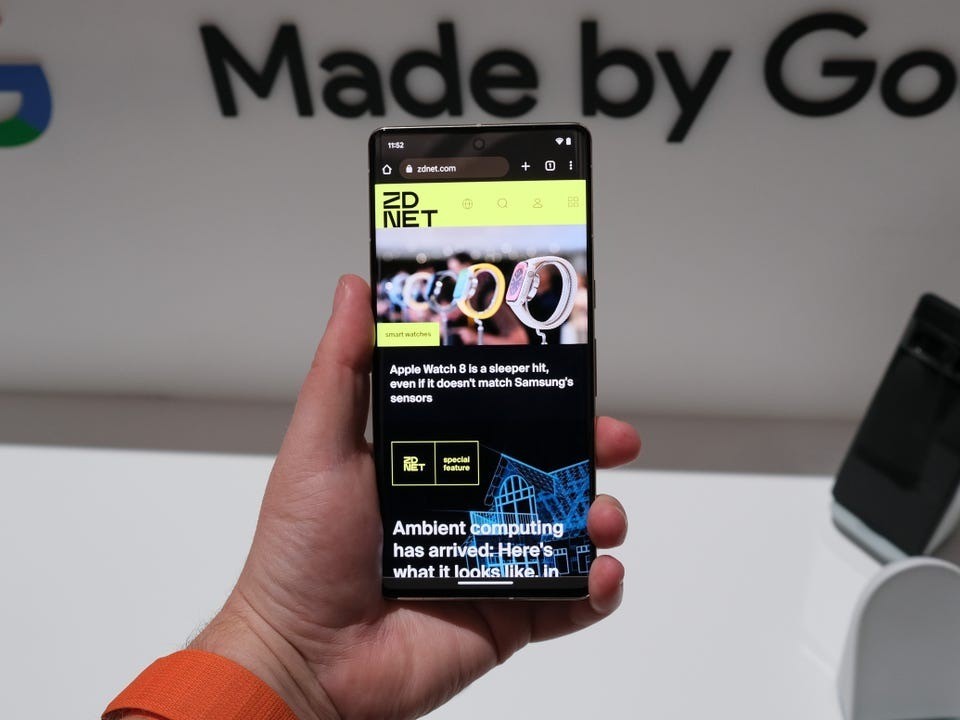 Made by Go
11:52
zdnet.com
1
ZD
NET
smart watches
Apple Watch 8 is a sleeper hit,
even if it doesn't match Samsung's
sensors
ZD
NET
special
feature
Ambient computing
has arrived: Here's
what it looks like, in